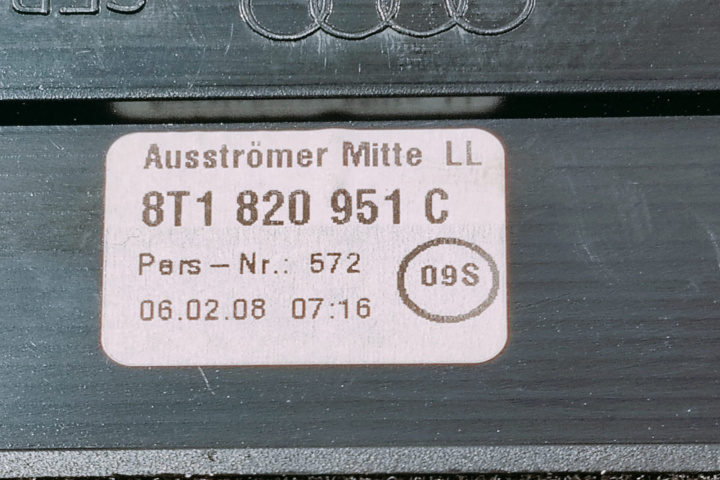 Ausströmer Mitte LL
8T1 820 951 C
Pers-Nr.: 572
09S
06.02.08 07:16